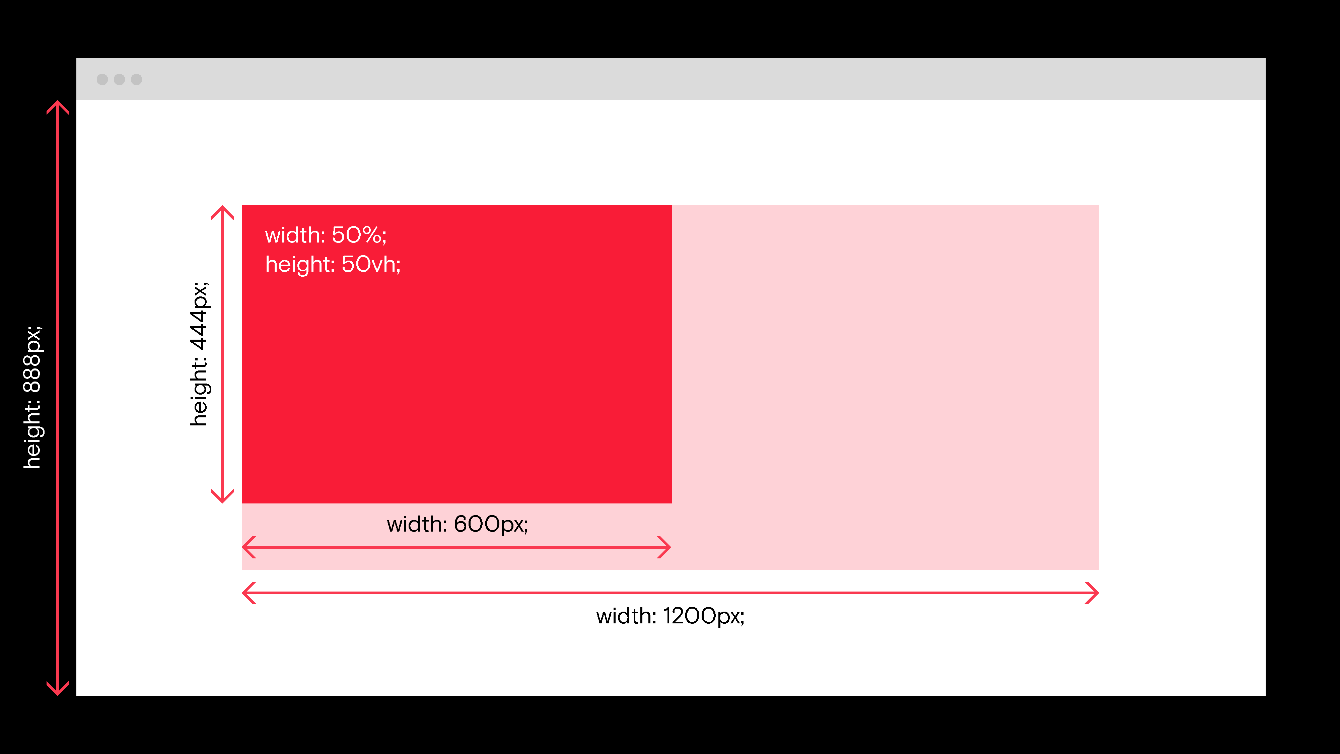 width: 50%;
height: 50vh;
height: 444px;
height: 888px;
width: 600px;
width: 1200px;